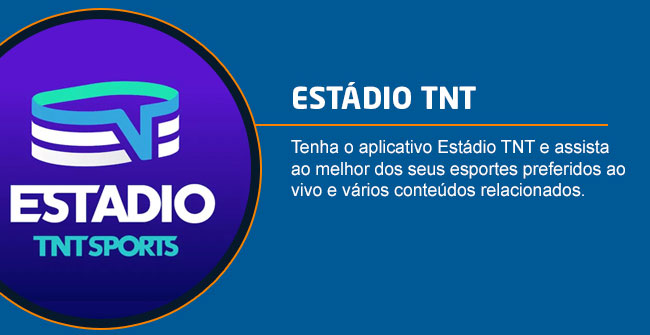 ESTADIO
TNT SPORTS
ESTÁDIO TNT
Tenha o aplicativo Estádio TNT e assista
ao melhor dos seus esportes preferidos ao
vivo e vários conteúdos relacionados.